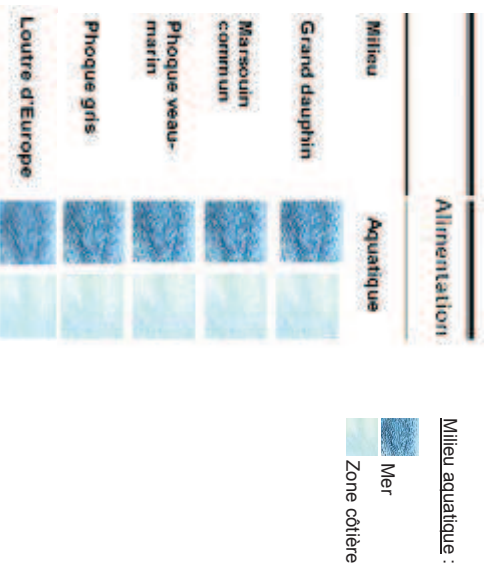 Alimentation
Milieu
Aquatique
Grand dauphin
Marsouin
commun
Phoque veau-
marin
Phoque gris
Loutre d'Europe
Milieu aquatique :
Mer
Zone côtière